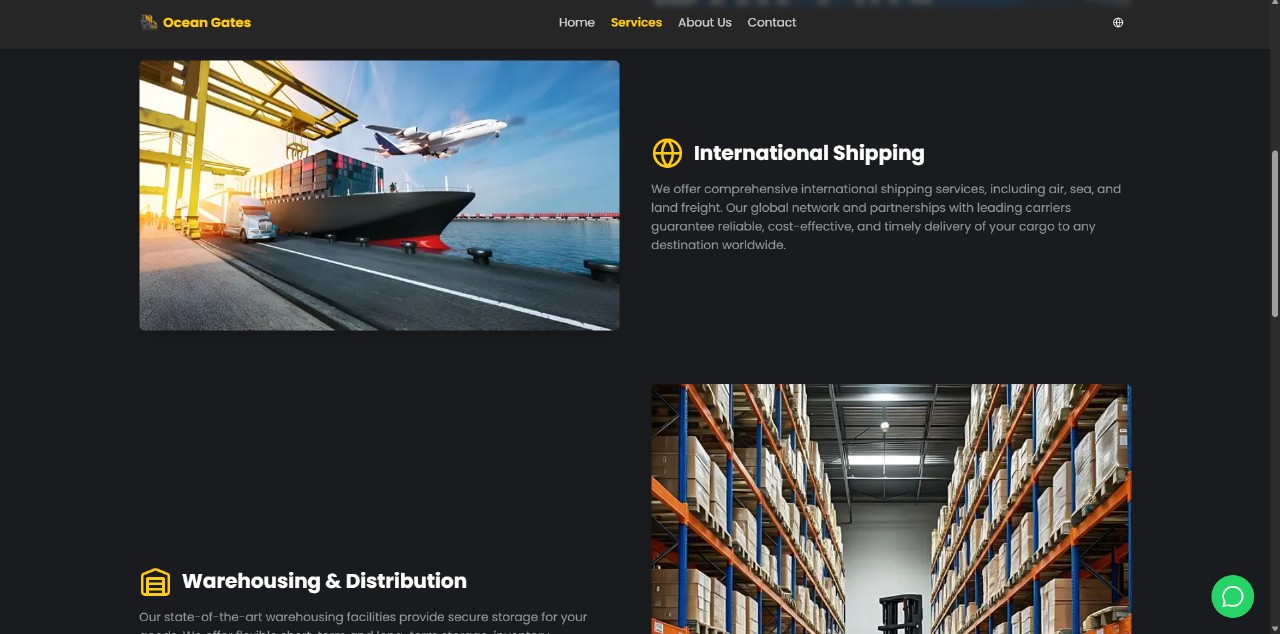 Ocean Gates
Home
Services
About Us
Contact
International Shipping
We offer comprehensive international shipping services, including air, sea, and
land freight. Our global network and partnerships with leading carriers
guarantee reliable, cost-effective, and timely delivery of your cargo to any
destination worldwide.
Warehousing & Distribution
Our state-of-the-art warehousing facilities provide secure storage for your